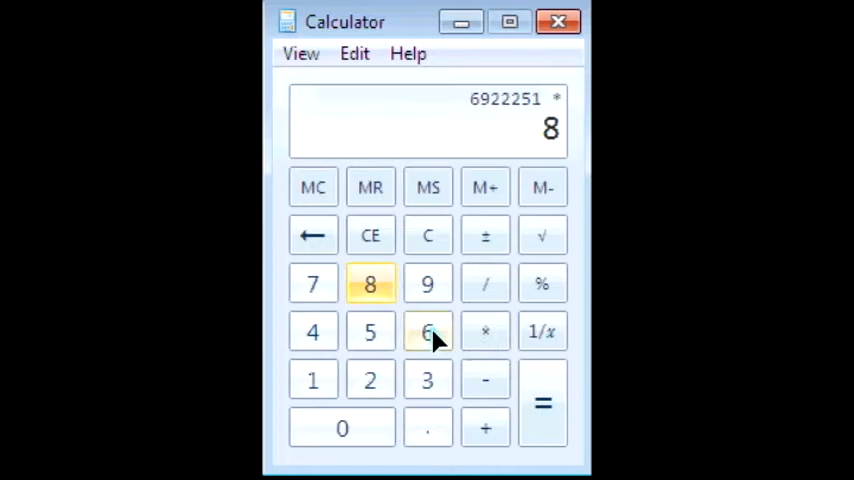 Calculator
View Edit Help
6922251 *
8
MC MR MS M+ M-
← CE C ± √
7 8 9 / %
4 5 6 * 1/x
1 2 3 - =
0 . +